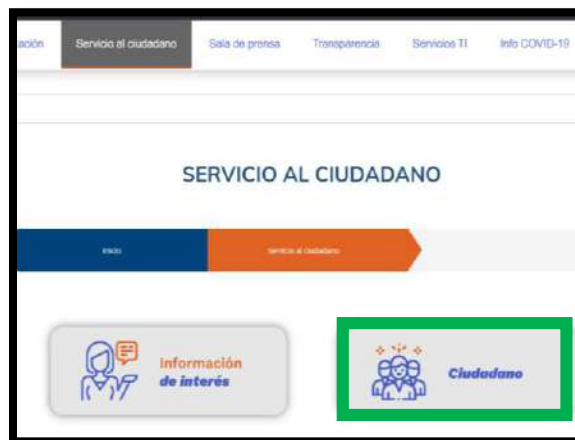 ación Servicio al ciudadano Sala de prensa Transparencia Servicios TI Info COVID-19
SERVICIO AL CIUDADANO
Inicio Servicio al ciudadano
Información
de interés
Ciudadano